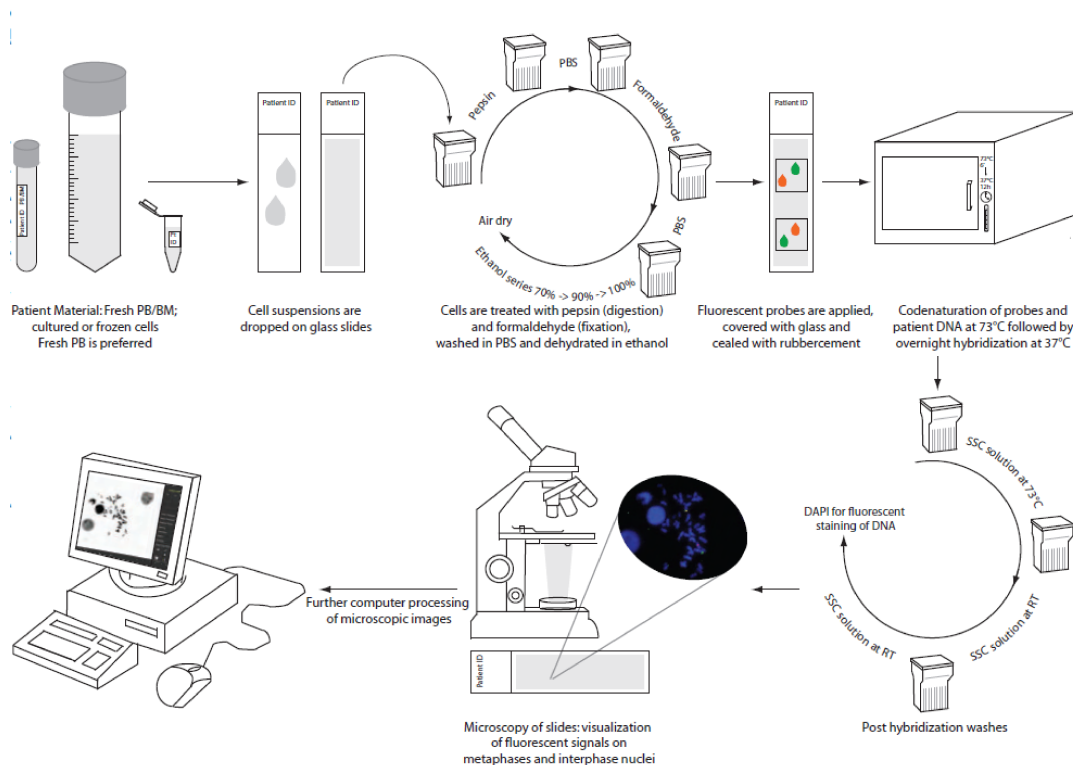 Patient ID PB/BM
Pt
ID
Patient Material: Fresh PB/BM;
cultured or frozen cells
Fresh PB is preferred
Patient ID
Patient ID
Cell suspensions are
dropped on glass slides
Pepsin
PBS
Formaldehyde
PBS
Ethanol series 70% -> 90% -> 100%
Air dry
Cells are treated with pepsin (digestion)
and formaldehyde (fixation),
washed in PBS and dehydrated in ethanol
Patient ID
Fluorescent probes are applied,
covered with glass and
cealed with rubbercement
73°C
6'
37°C
12h
Codenaturation of probes and
patient DNA at 73°C followed by
overnight hybridization at 37°C
SSC solution at 73°C
SSC solution at RT
SSC solution at RT
DAPI for fluorescent
staining of DNA
Post hybridization washes
Patient ID
Microscopy of slides: visualization
of fluorescent signals on
metaphases and interphase nuclei
Further computer processing
of microscopic images